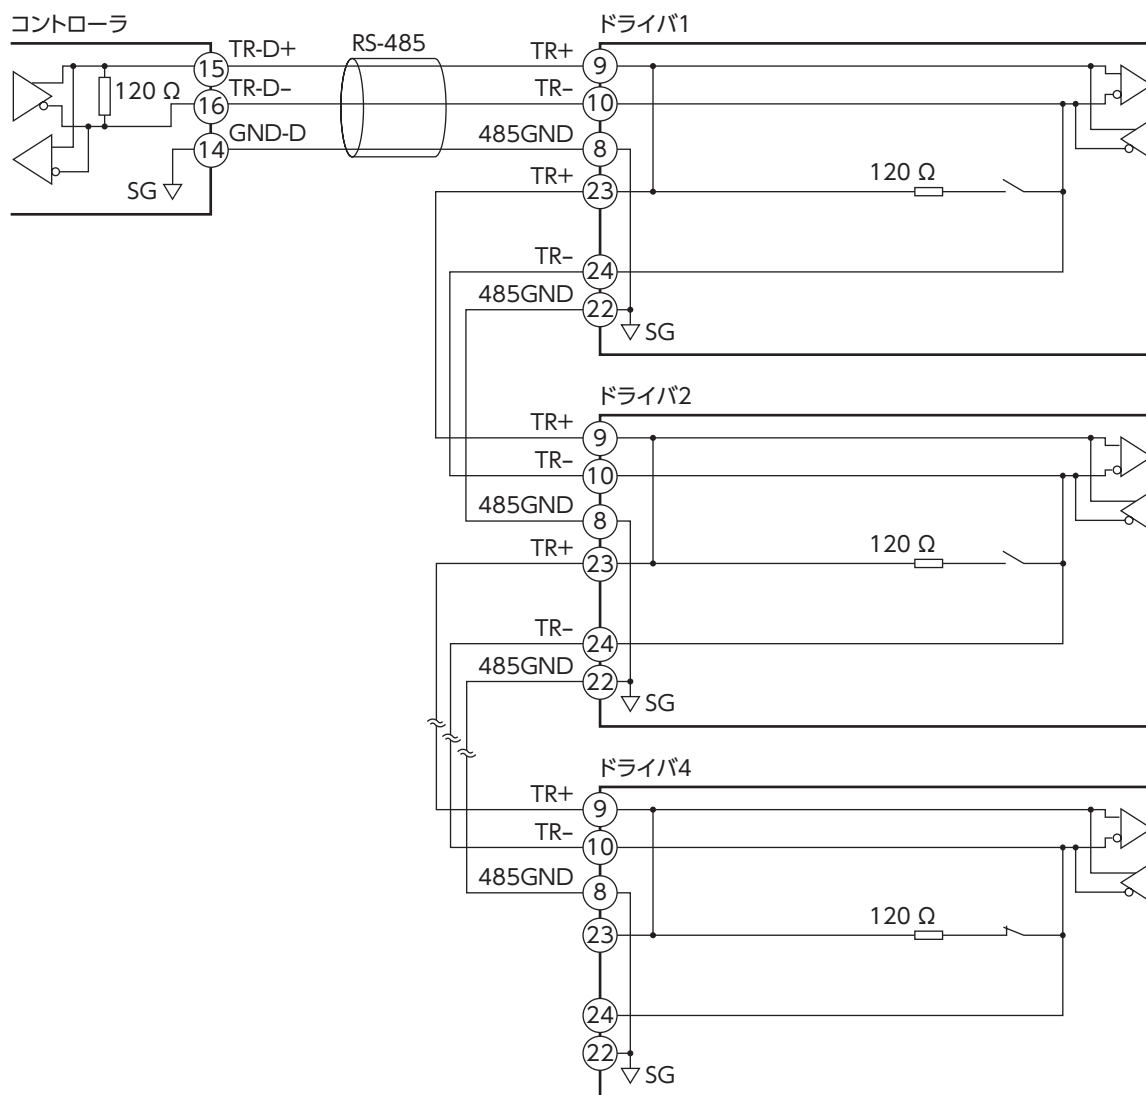 コントローラ
TR-D+
15
120 Ω
TR-D−
16
GND-D
14
SG
RS-485
ドライバ1
TR+
9
TR−
10
485GND
8
TR+
23
120 Ω
TR−
24
485GND
22
SG
ドライバ2
TR+
9
TR−
10
485GND
8
TR+
23
120 Ω
TR−
24
485GND
22
SG
ドライバ4
TR+
9
TR−
10
485GND
8
23
120 Ω
24
22
SG